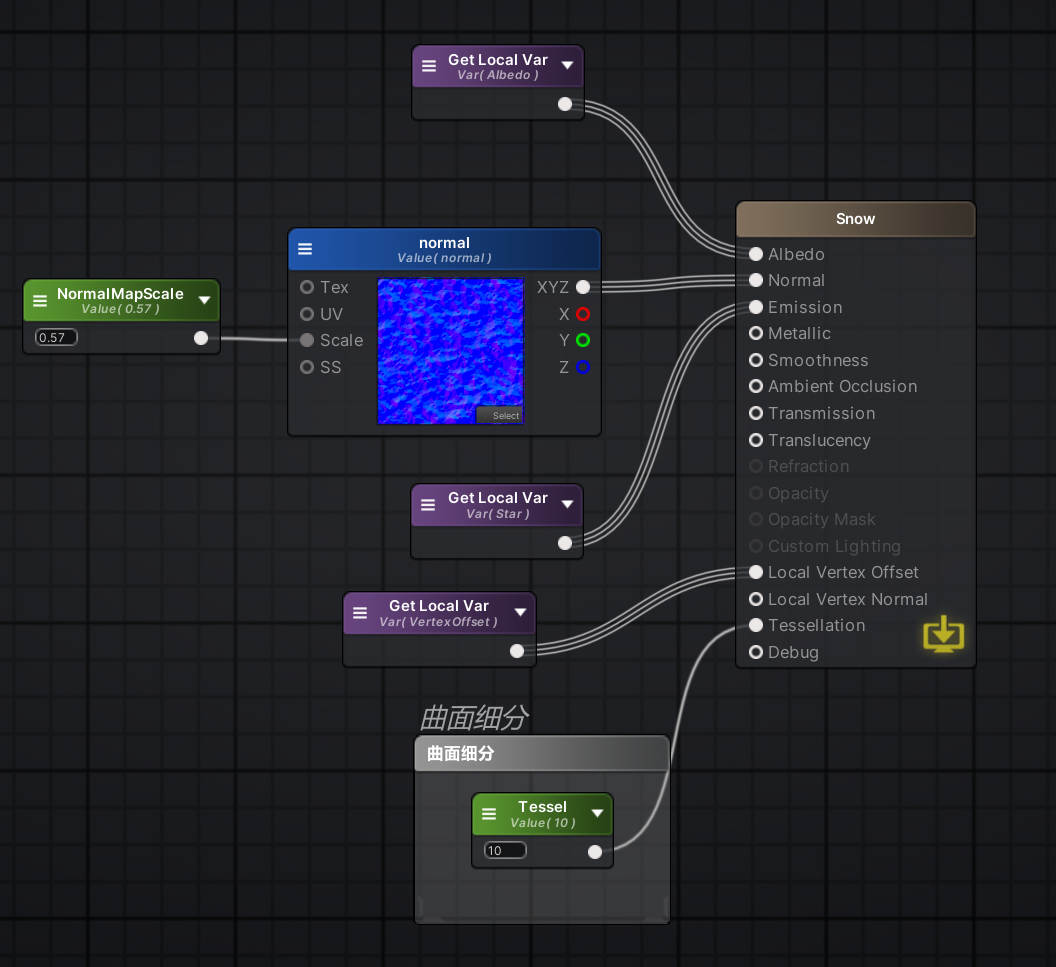 Get Local Var
Var( Albedo )
Snow
Albedo
Normal
Emission
Metallic
Smoothness
Ambient Occlusion
Transmission
Translucency
Refraction
Opacity
Opacity Mask
Custom Lighting
Local Vertex Offset
Local Vertex Normal
Tessellation
Debug
normal
Value( normal )
Tex
UV
Scale
SS
XYZ
X
Y
Z
Select
NormalMapScale
Value( 0.57 )
0.57
Get Local Var
Var( Star )
Get Local Var
Var( VertexOffset )
曲面细分
曲面细分
Tessel
Value( 10 )
10